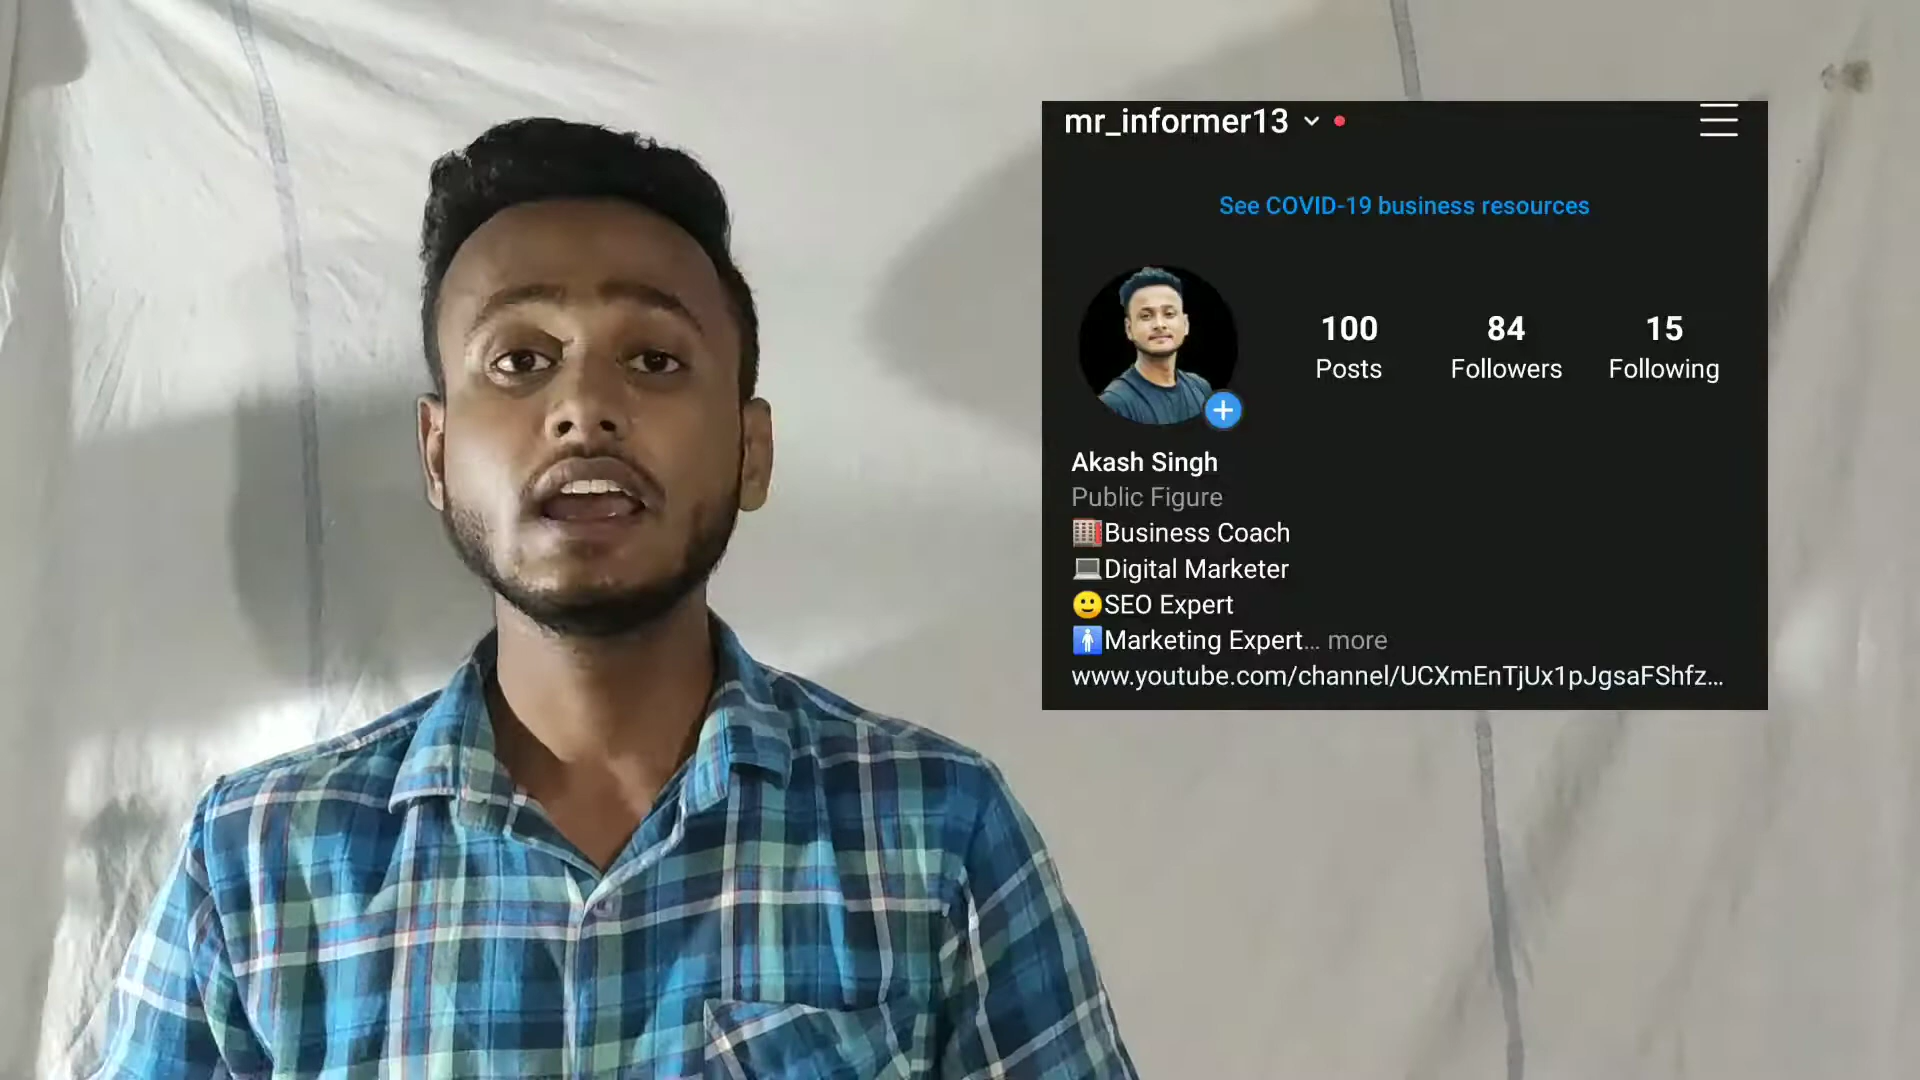 mr_informer13
See COVID-19 business resources
100 84 15
Posts Followers Following
Akash Singh
Public Figure
Business Coach
Digital Marketer
SEO Expert
Marketing Expert... more
www.youtube.com/channel/UCXmEnTjUx1pJgsaFShfz...